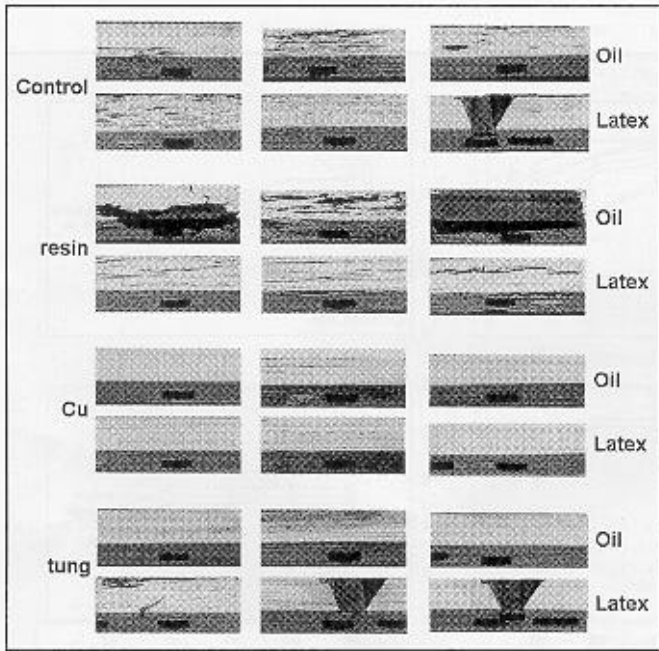 Oil
Control
Latex
Oil
resin
Latex
Oil
Cu
Latex
Oil
tung
Latex